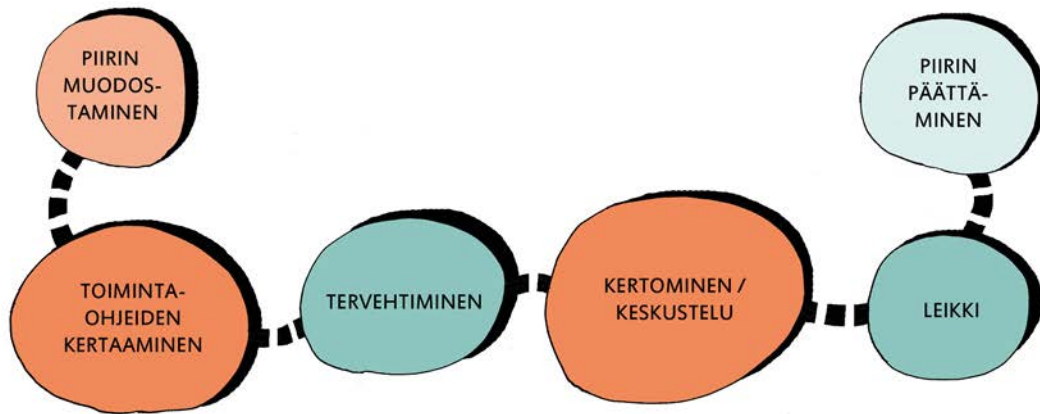 PIIRIN
MUODOS-
TAMINEN
TOIMINTA-
OHJEIDEN
KERTAAMINEN
TERVEHTIMINEN
KERTOMINEN /
KESKUSTELU
LEIKKI
PIIRIN
PÄÄTTÄ-
MINEN